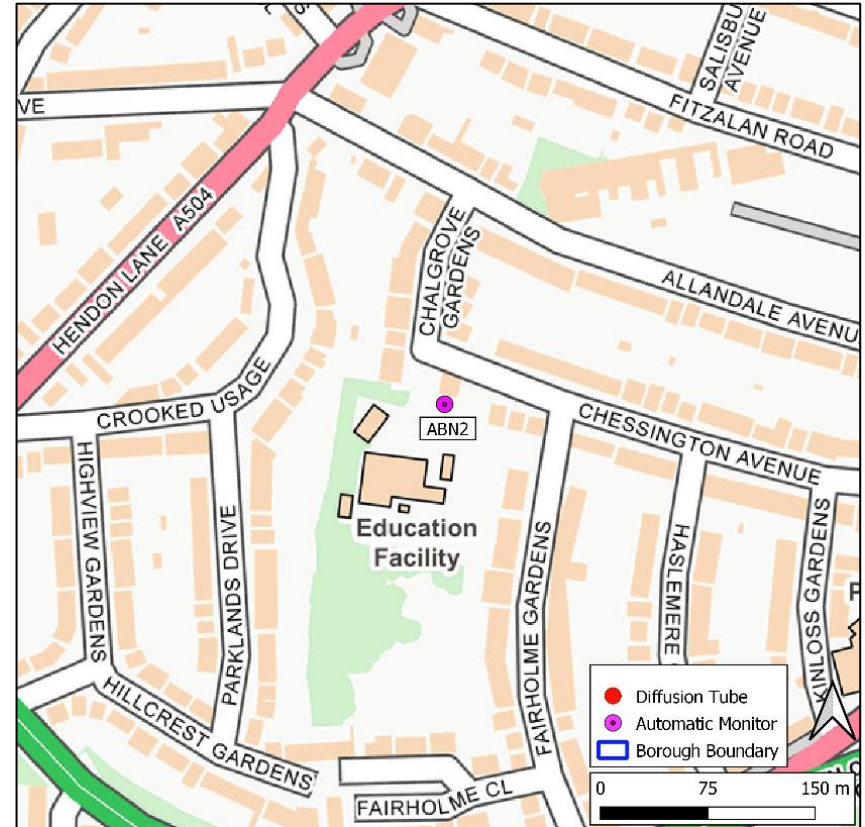 VE
SALISBU
AVENUE
FITZALAN ROAD
HENDON LANE A504
CHALGROVE
GARDENS
ALLANDALE AVENU
CROOKED USAGE
ABN2
CHESSINGTON AVENUE
HIGHVIEW GARDENS
PARKLANDS DRIVE
Education
Facility
FAIRHOLME GARDENS
HASLEMERE
KINLOSS GARDENS
HILLCREST GARDENS
FAIRHOLME CL
Diffusion Tube
Automatic Monitor
Borough Boundary
0 75 150 m